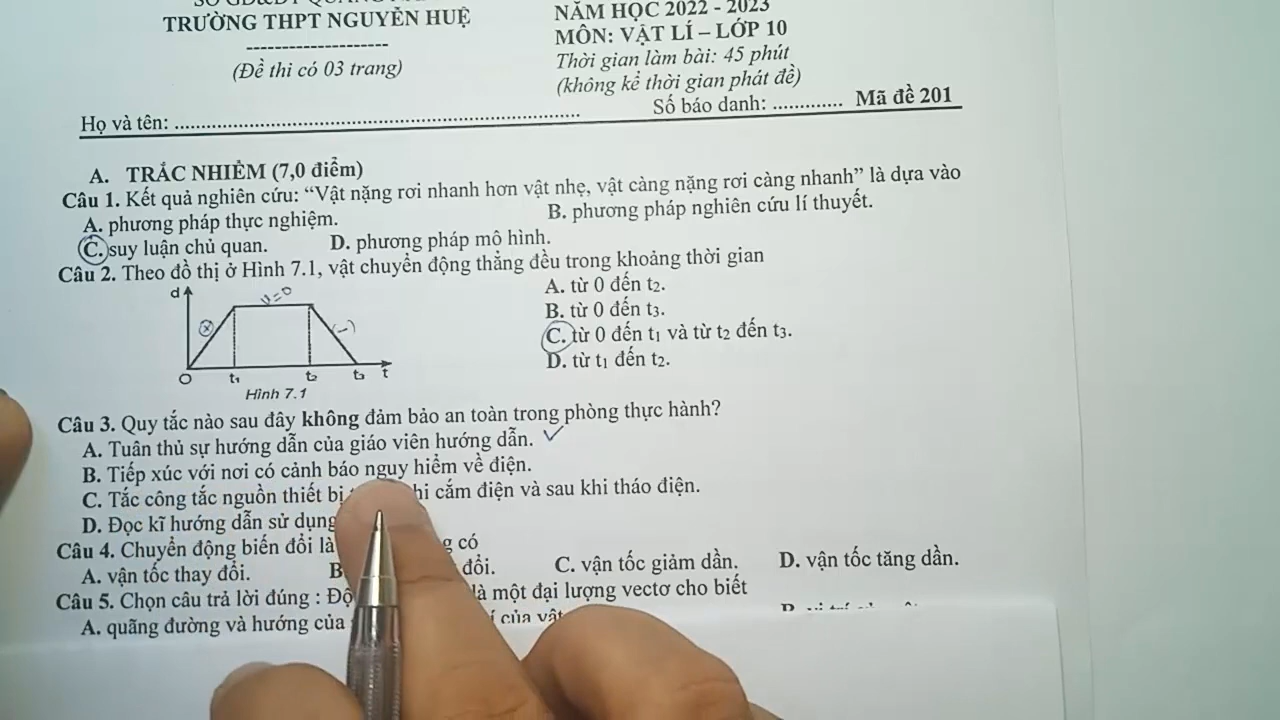 TRƯỜNG THPT NGUYỄN HUỆ
NĂM HỌC 2022 - 2023
MÔN: VẬT LÍ – LỚP 10
(Đề thi có 03 trang)
Thời gian làm bài: 45 phút
(không kể thời gian phát đề)
Họ và tên: ............................................................................ Số báo danh: ............. Mã đề 201
A. TRẮC NHIỆM (7,0 điểm)
Câu 1. Kết quả nghiên cứu: “Vật nặng rơi nhanh hơn vật nhẹ, vật càng nặng rơi càng nhanh” là dựa vào
A. phương pháp thực nghiệm. B. phương pháp nghiên cứu lí thuyết.
C. suy luận chủ quan. D. phương pháp mô hình.
Câu 2. Theo đồ thị ở Hình 7.1, vật chuyển động thẳng đều trong khoảng thời gian
d v=0
(-)
O t₁ t₂ t₃ t
Hình 7.1
A. từ 0 đến t₂.
B. từ 0 đến t₃.
C. từ 0 đến t₁ và từ t₂ đến t₃.
D. từ t₁ đến t₂.
Câu 3. Quy tắc nào sau đây không đảm bảo an toàn trong phòng thực hành?
A. Tuân thủ sự hướng dẫn của giáo viên hướng dẫn.
B. Tiếp xúc với nơi có cảnh báo nguy hiểm về điện.
C. Tắc công tắc nguồn thiết bị cắm điện và sau khi tháo điện.
D. Đọc kĩ hướng dẫn sử dụng
Câu 4. Chuyển động biến đổi là có
A. vận tốc thay đổi. B đổi. C. vận tốc giảm dần. D. vận tốc tăng dần.
Câu 5. Chọn câu trả lời đúng : Độ là một đại lượng vectơ cho biết
A. quãng đường và hướng của của vật